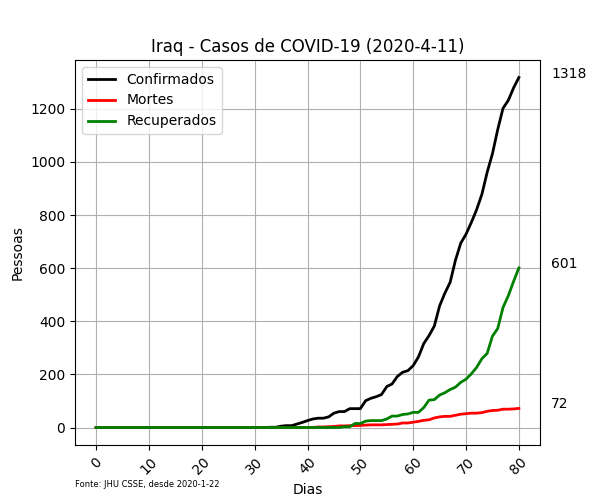 Iraq - Casos de COVID-19 (2020-4-11)
Confirmados
Mortes
Recuperados
1318
601
72
Pessoas
1200
1000
800
600
400
200
0
0 10 20 30 40 50 60 70 80
Dias
Fonte: JHU CSSE, desde 2020-1-22